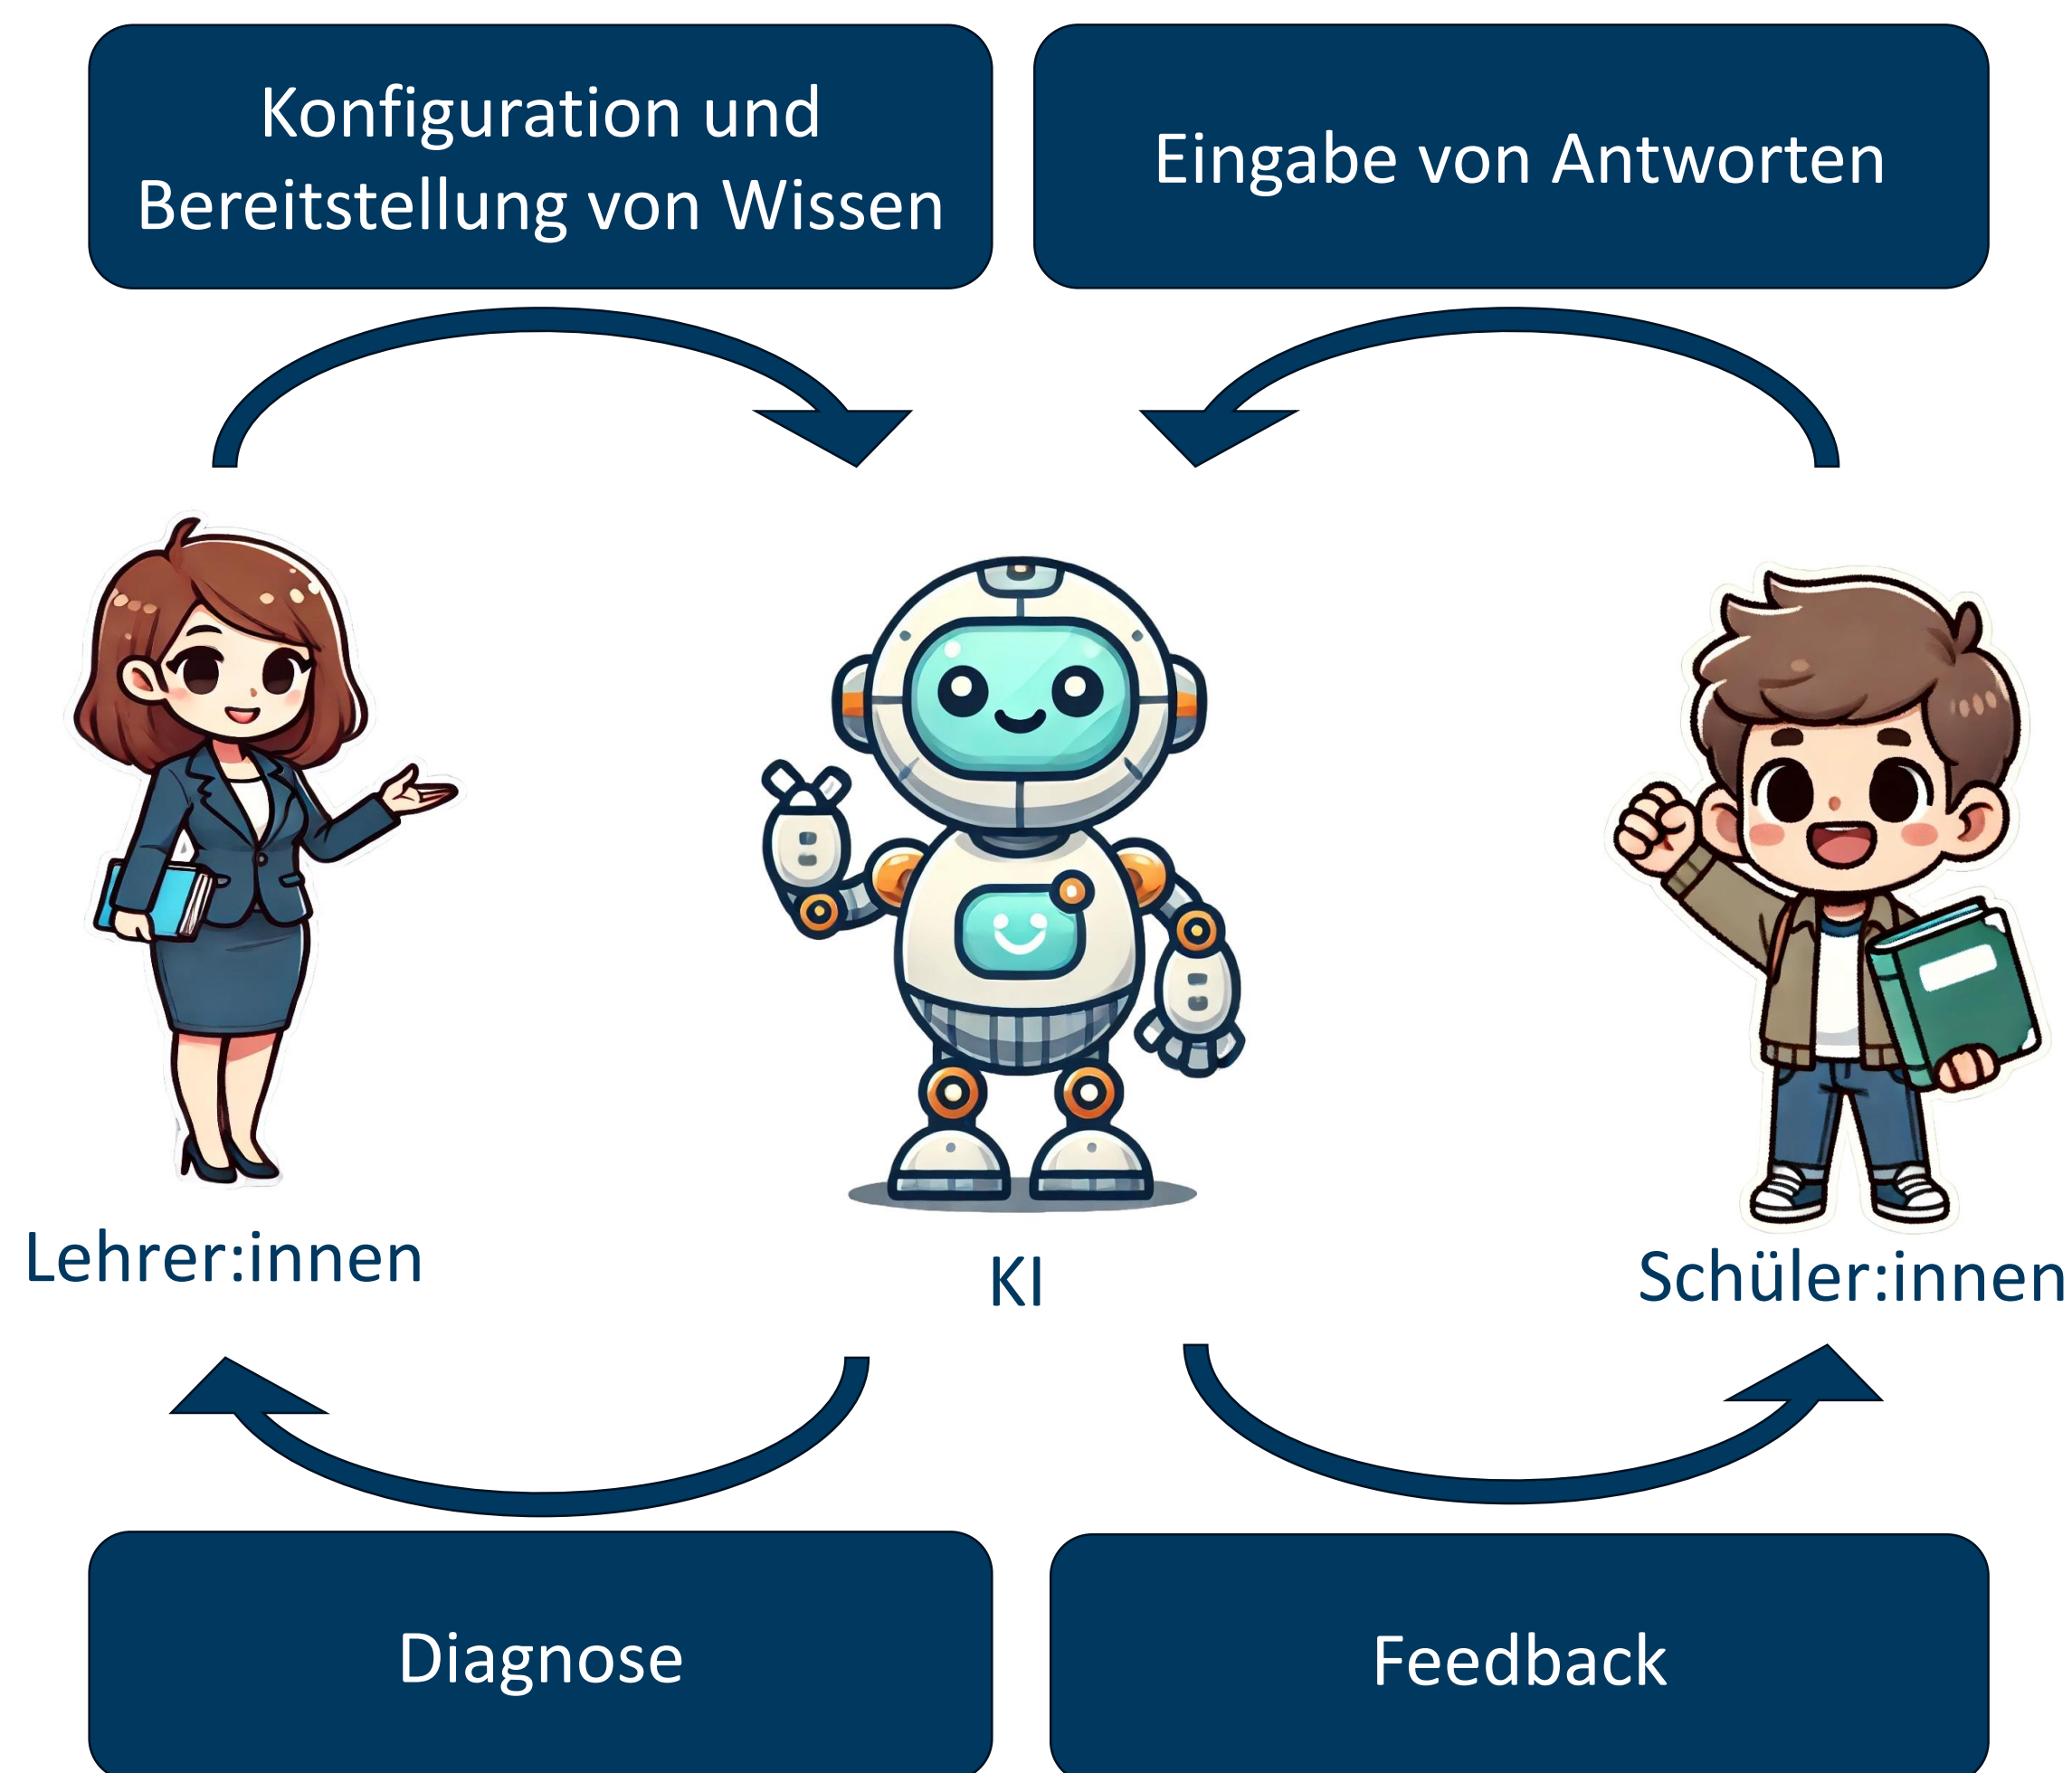 Konfiguration und
Bereitstellung von Wissen
Eingabe von Antworten
Lehrer:innen
KI
Schüler:innen
Diagnose
Feedback